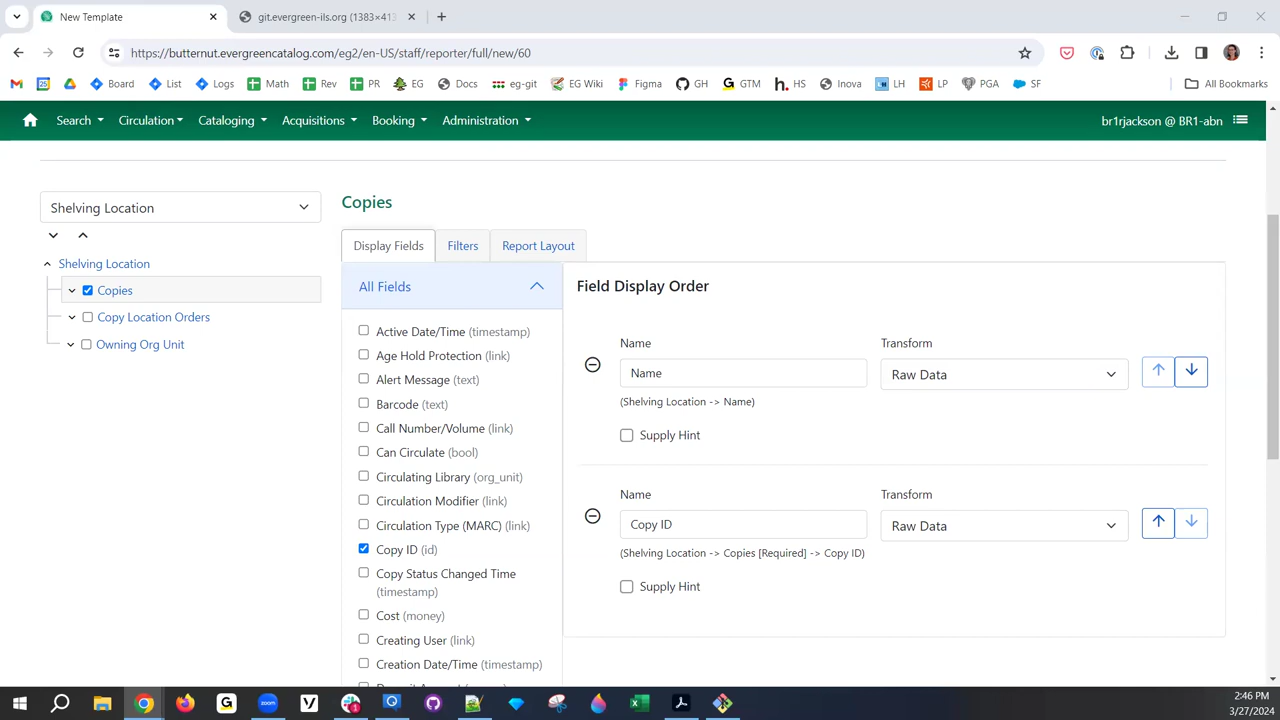 New Template
git.evergreen-ils.org (1383×413
https://butternut.evergreencatalog.com/eg2/en-US/staff/reporter/full/new/60
Board
List
Logs
Math
Rev
PR
EG
Docs
eg-git
EG Wiki
Figma
GH
GTM
HS
Inova
LH
LP
PGA
SF
All Bookmarks
Search
Circulation
Cataloging
Acquisitions
Booking
Administration
br1rjackson @ BR1-abn
Shelving Location
Shelving Location
Copies
Copy Location Orders
Owning Org Unit
Copies
Display Fields
Filters
Report Layout
All Fields
Active Date/Time (timestamp)
Age Hold Protection (link)
Alert Message (text)
Barcode (text)
Call Number/Volume (link)
Can Circulate (bool)
Circulating Library (org_unit)
Circulation Modifier (link)
Circulation Type (MARC) (link)
Copy ID (id)
Copy Status Changed Time
(timestamp)
Cost (money)
Creating User (link)
Creation Date/Time (timestamp)
Field Display Order
Name
Transform
Name
Raw Data
(Shelving Location -> Name)
Supply Hint
Name
Transform
Copy ID
Raw Data
(Shelving Location -> Copies [Required] -> Copy ID)
Supply Hint
2:46 PM
3/27/2024